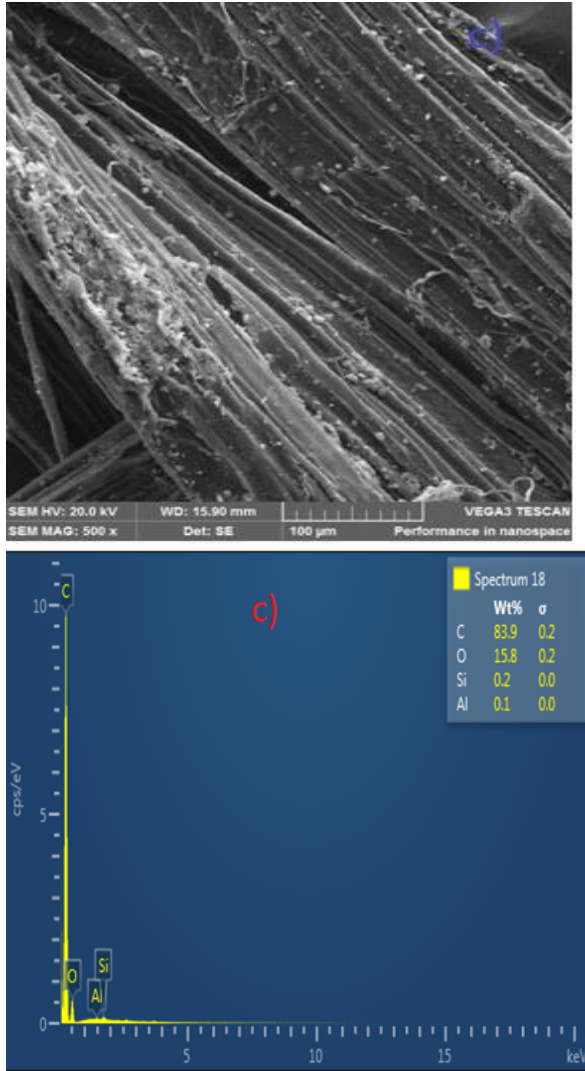 c)
SEM HV: 20.0 kV WD: 15.90 mm VEGA3 TESCAN
SEM MAG: 500 x Det: SE 100 µm Performance in nanospace
c)
Spectrum 18
Wt% σ
C 83.9 0.2
O 15.8 0.2
Si 0.2 0.0
Al 0.1 0.0
cps/eV
10
5
0
C
O
Al
Si
5 10 15 keV